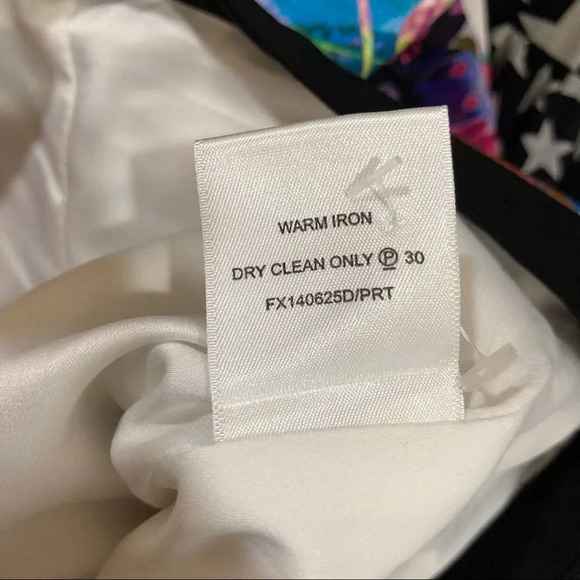 WARM IRON
DRY CLEAN ONLY Ⓟ 30
FX140625D/PRT